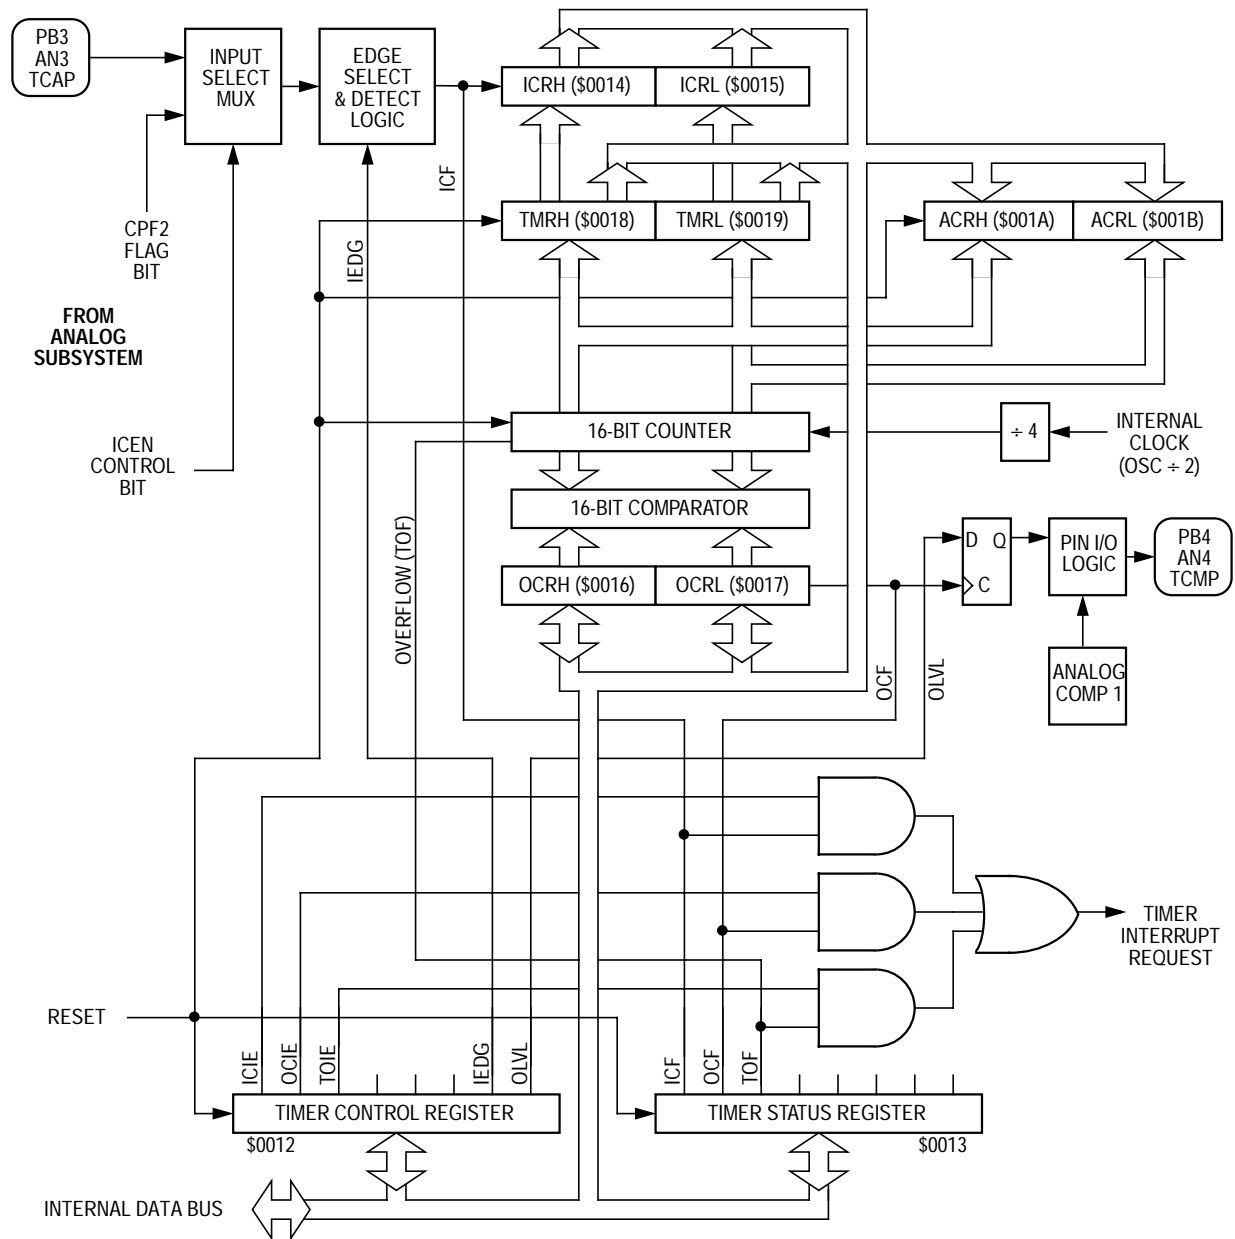 PB3
AN3
TCAP
INPUT
SELECT
MUX
EDGE
SELECT
& DETECT
LOGIC
ICRH ($0014)
ICRL ($0015)
ICF
TMRH ($0018)
TMRL ($0019)
ACRH ($001A)
ACRL ($001B)
CPF2
FLAG
BIT
IEDG
FROM
ANALOG
SUBSYSTEM
16-BIT COUNTER
÷ 4
INTERNAL
CLOCK
(OSC ÷ 2)
ICEN
CONTROL
BIT
OVERFLOW (TOF)
16-BIT COMPARATOR
D Q
C
PIN I/O
LOGIC
PB4
AN4
TCMP
OCRH ($0016)
OCRL ($0017)
OCF
OLVL
ANALOG
COMP 1
TIMER
INTERRUPT
REQUEST
RESET
ICIE
OCIE
TOIE
IEDG
OLVL
ICF
OCF
TOF
TIMER CONTROL REGISTER
TIMER STATUS REGISTER
$0012
$0013
INTERNAL DATA BUS